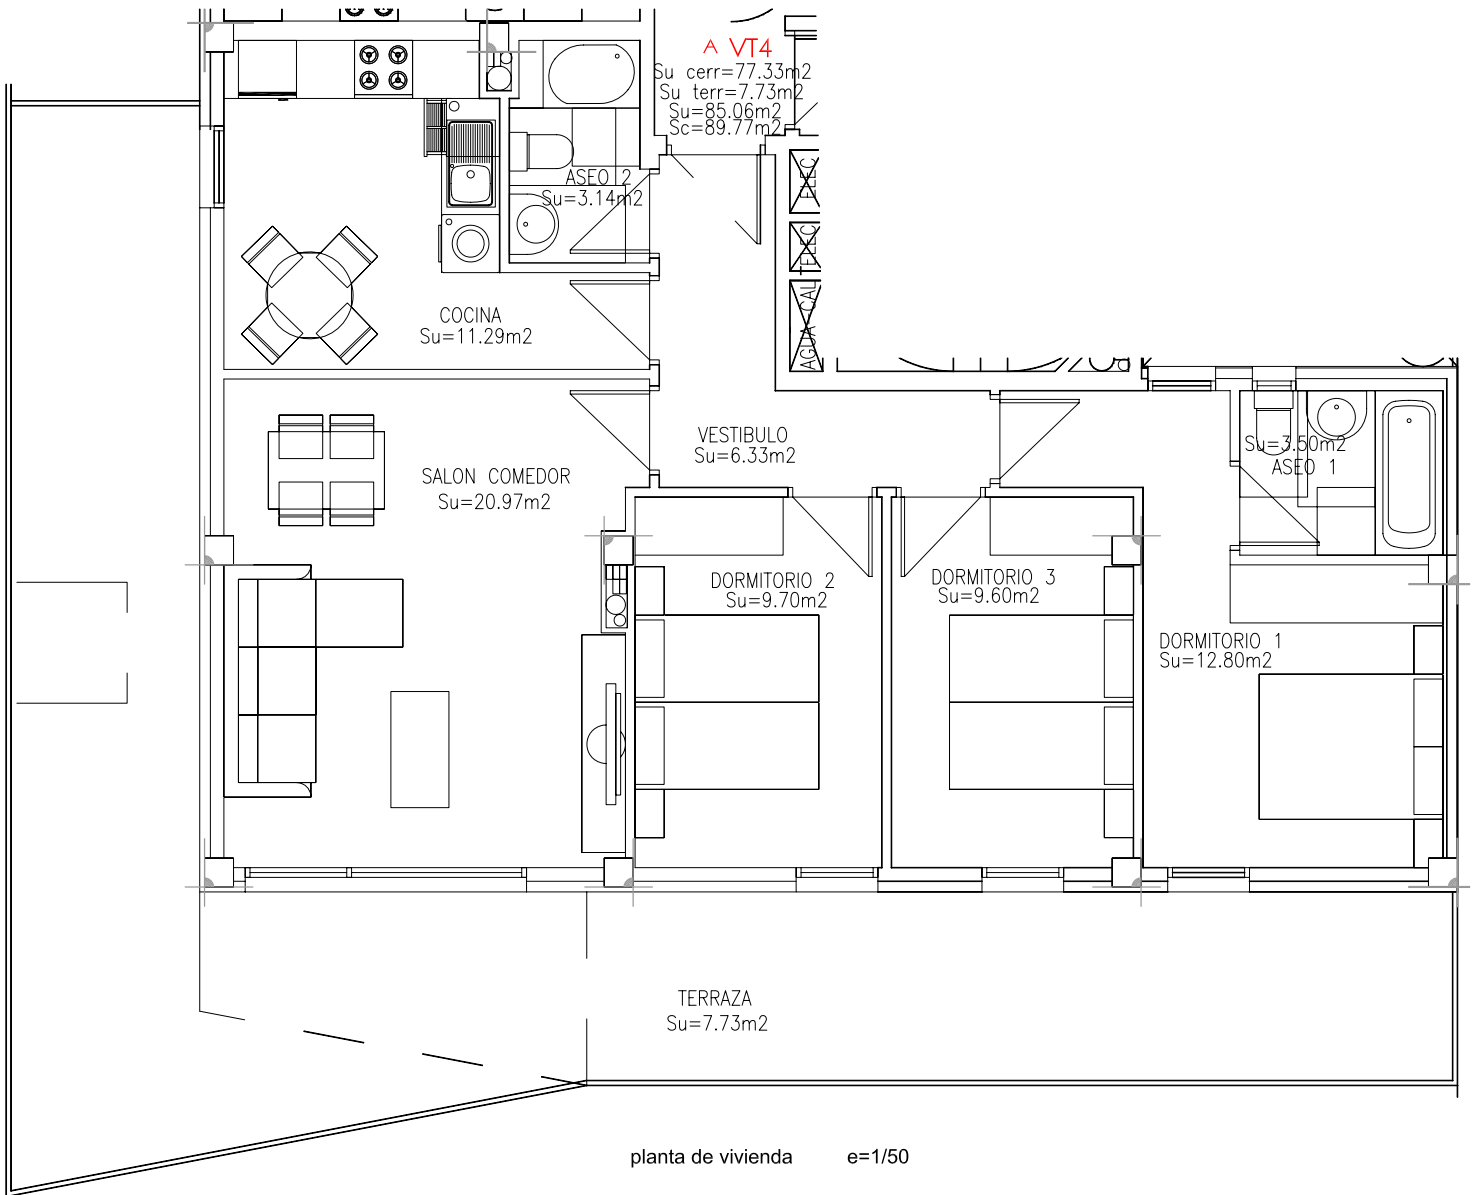 A VT4
Su cerr=77.33m2
Su terr=7.73m2
Su=85.06m2
Sc=89.77m2
ELEC
TELEC
AGUA CAL
ASEO 2
Su=3.14m2
COCINA
Su=11.29m2
VESTIBULO
Su=6.33m2
Su=3.50m2
ASEO 1
SALON COMEDOR
Su=20.97m2
DORMITORIO 2
Su=9.70m2
DORMITORIO 3
Su=9.60m2
DORMITORIO 1
Su=12.80m2
TERRAZA
Su=7.73m2
planta de vivienda e=1/50